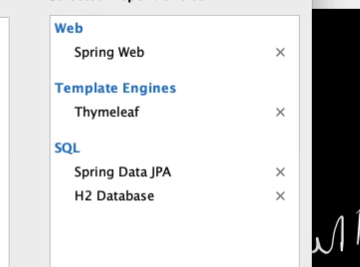 Web
Spring Web
Template Engines
Thymeleaf
SQL
Spring Data JPA
H2 Database